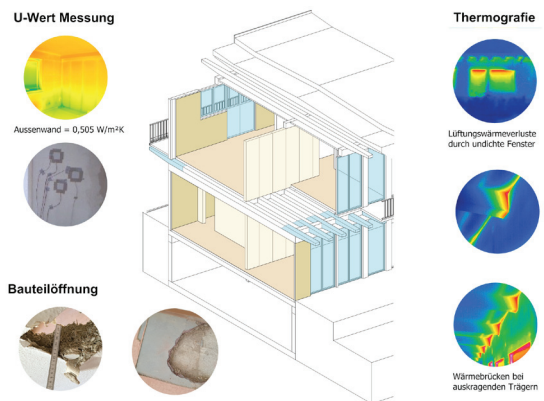 U-Wert Messung
Aussenwand = 0,505 W/m²K
Bauteilöffnung
Thermografie
Lüftungswärmeverluste
durch undichte Fenster
Wärmebrücken bei
auskragenden Trägern